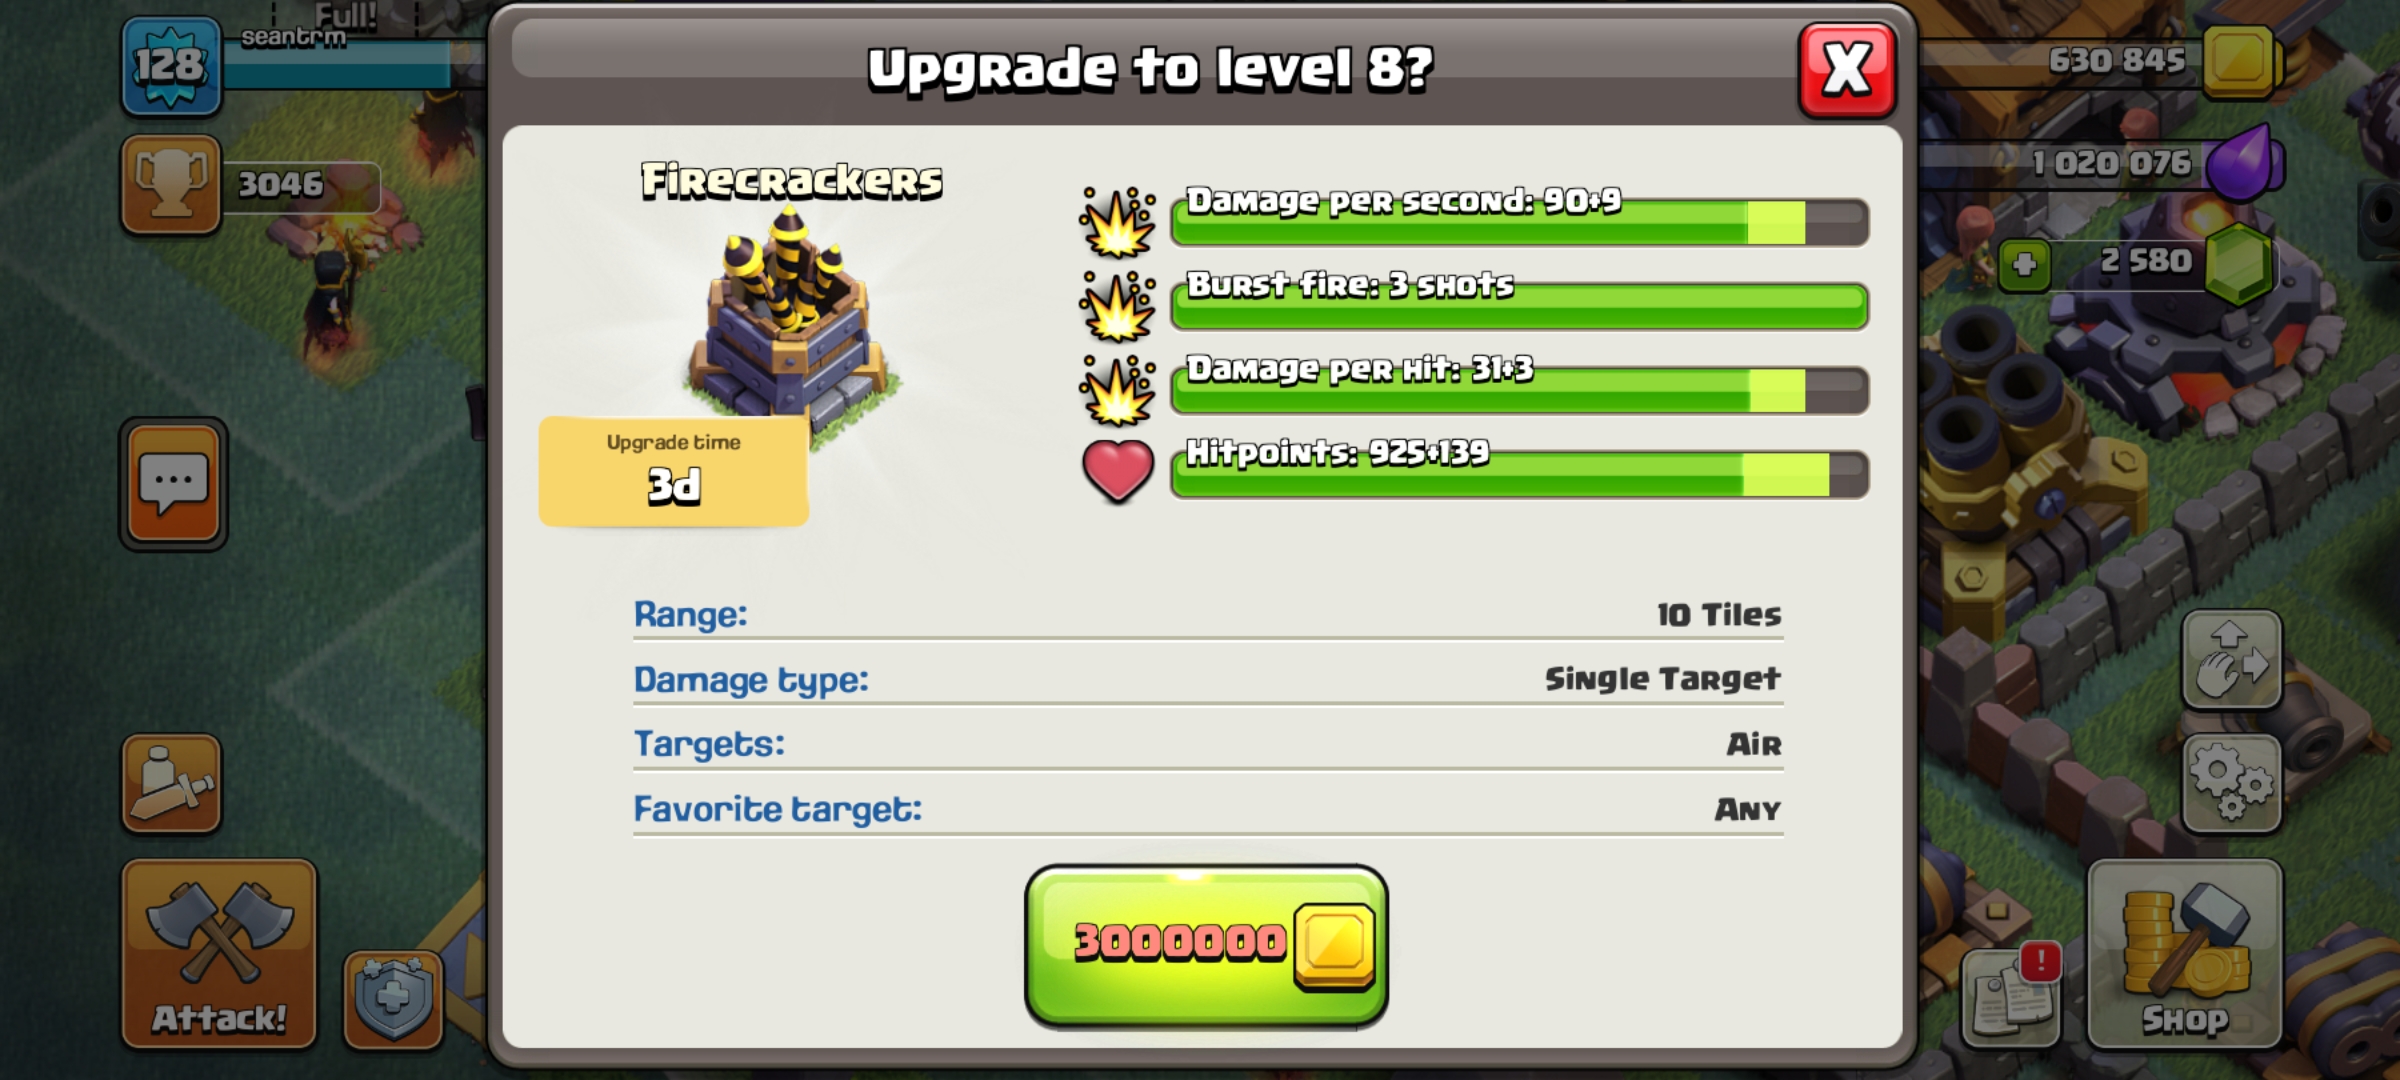 Full!
seantrm
128
3046
Upgrade to level 8?
X
630 845
1 020 076
2 580
Firecrackers
Upgrade time
3d
Damage per second: 90+9
Burst fire: 3 shots
Damage per hit: 31+3
Hitpoints: 925+139
Range: 10 Tiles
Damage type: Single Target
Targets: Air
Favorite target: Any
3000000
Attack!
!
Shop